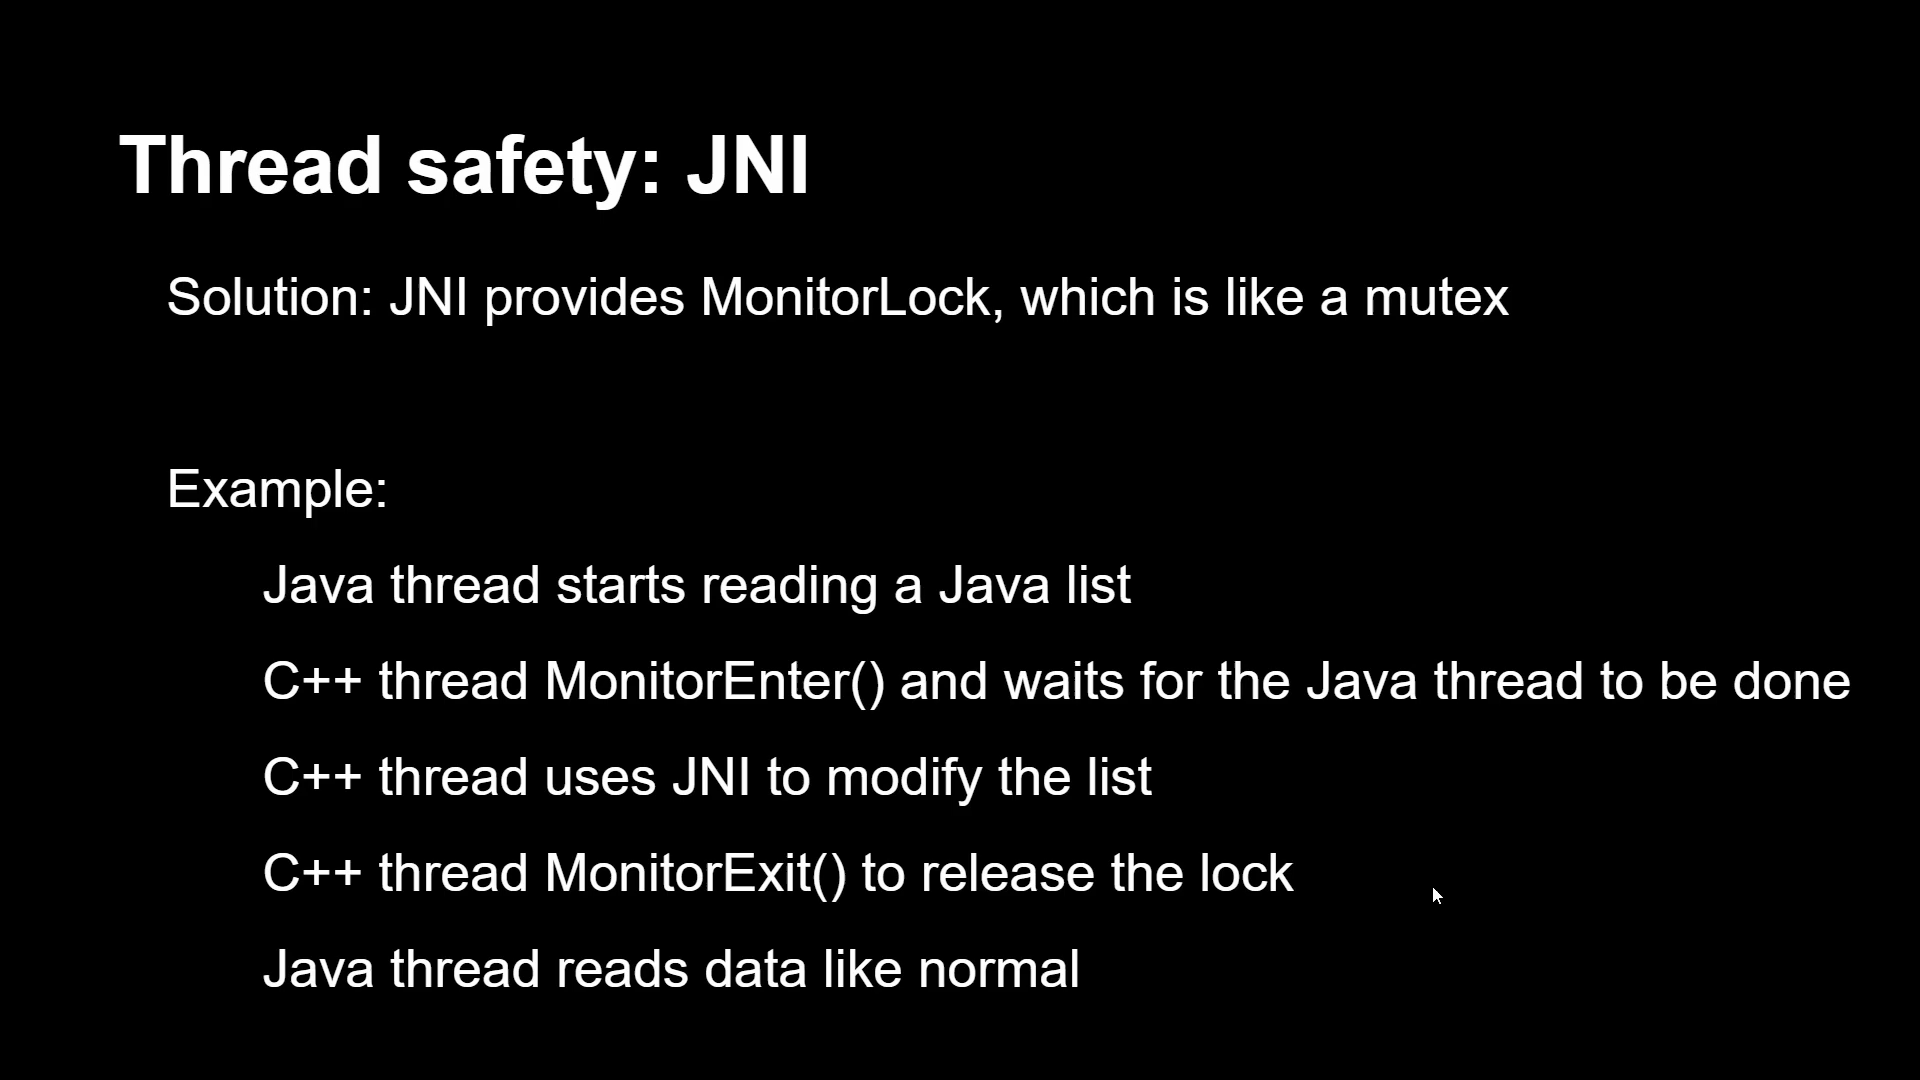 Thread safety: JNI
Solution: JNI provides MonitorLock, which is like a mutex
Example:
Java thread starts reading a Java list
C++ thread MonitorEnter() and waits for the Java thread to be done
C++ thread uses JNI to modify the list
C++ thread MonitorExit() to release the lock
Java thread reads data like normal